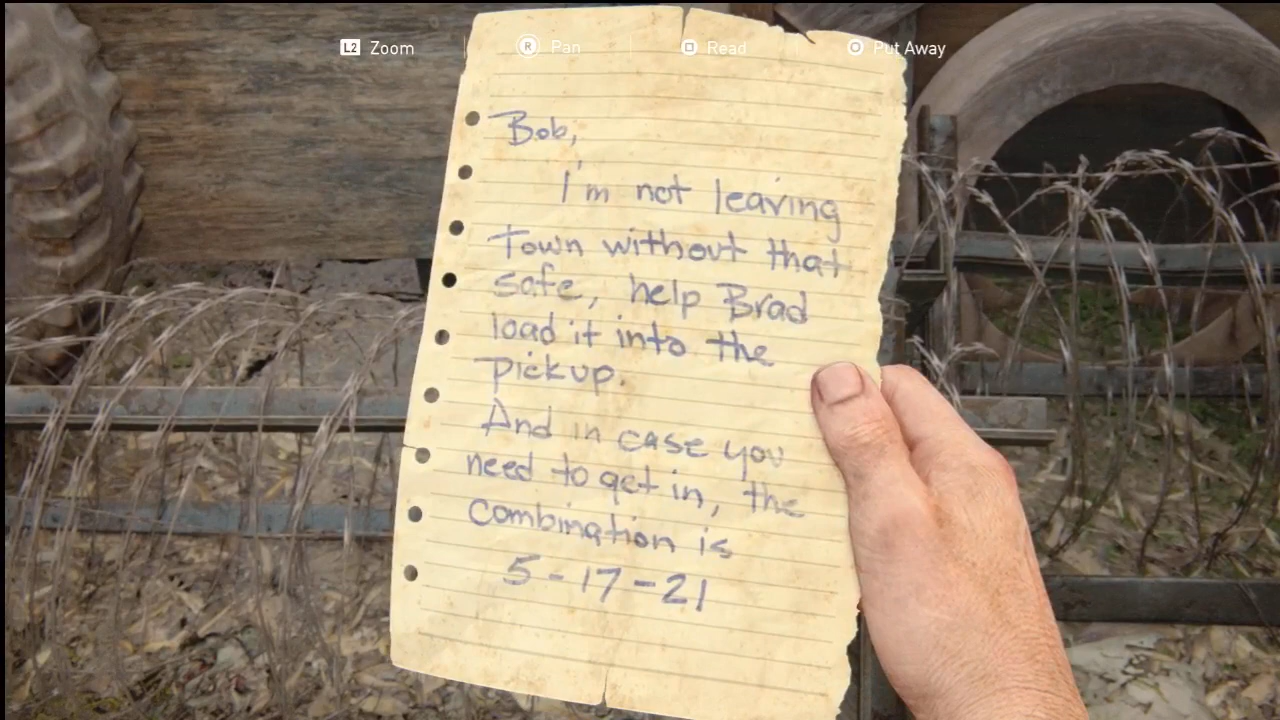 L2 Zoom R Pan Read Put Away
Bob,
I'm not leaving
Town without that
safe, help Brad
load it into the
pickup.
And in case you
need to get in, the
combination is
5-17-21